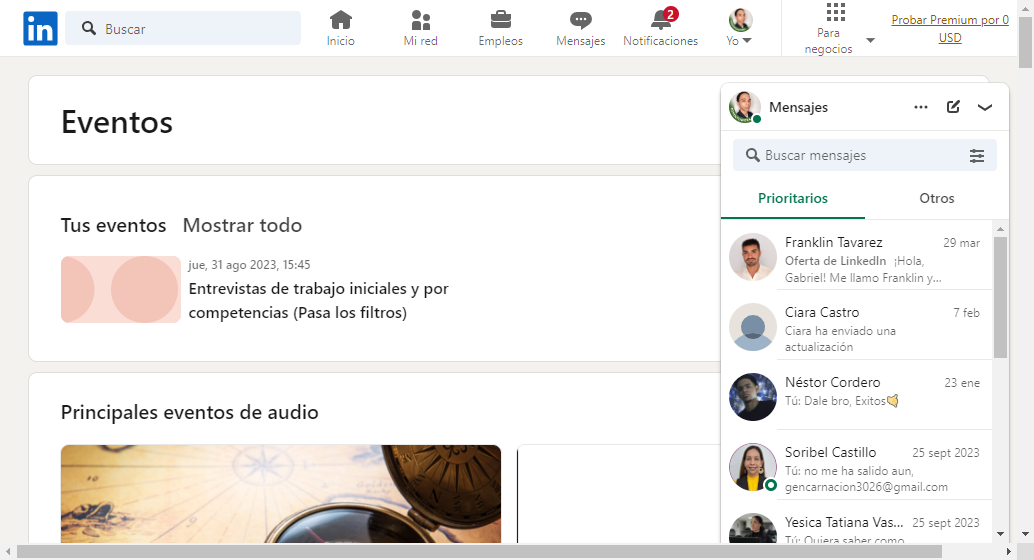 in
Buscar
Inicio
Mi red
Empleos
Mensajes
2
Notificaciones
Yo
Para
negocios
Probar Premium por 0
USD
Eventos
Tus eventos Mostrar todo
jue, 31 ago 2023, 15:45
Entrevistas de trabajo iniciales y por
competencias (Pasa los filtros)
Principales eventos de audio
Mensajes
Buscar mensajes
Prioritarios Otros
Franklin Tavarez 29 mar
Oferta de LinkedIn ¡Hola,
Gabriel! Me llamo Franklin y...
Ciara Castro 7 feb
Ciara ha enviado una
actualización
Néstor Cordero 23 ene
Tú: Dale bro, Exitos
Soribel Castillo 25 sept 2023
Tú: no me ha salido aun,
gencarnacion3026@gmail.com
Yesica Tatiana Vas... 25 sept 2023
Tú: Quiera saber como